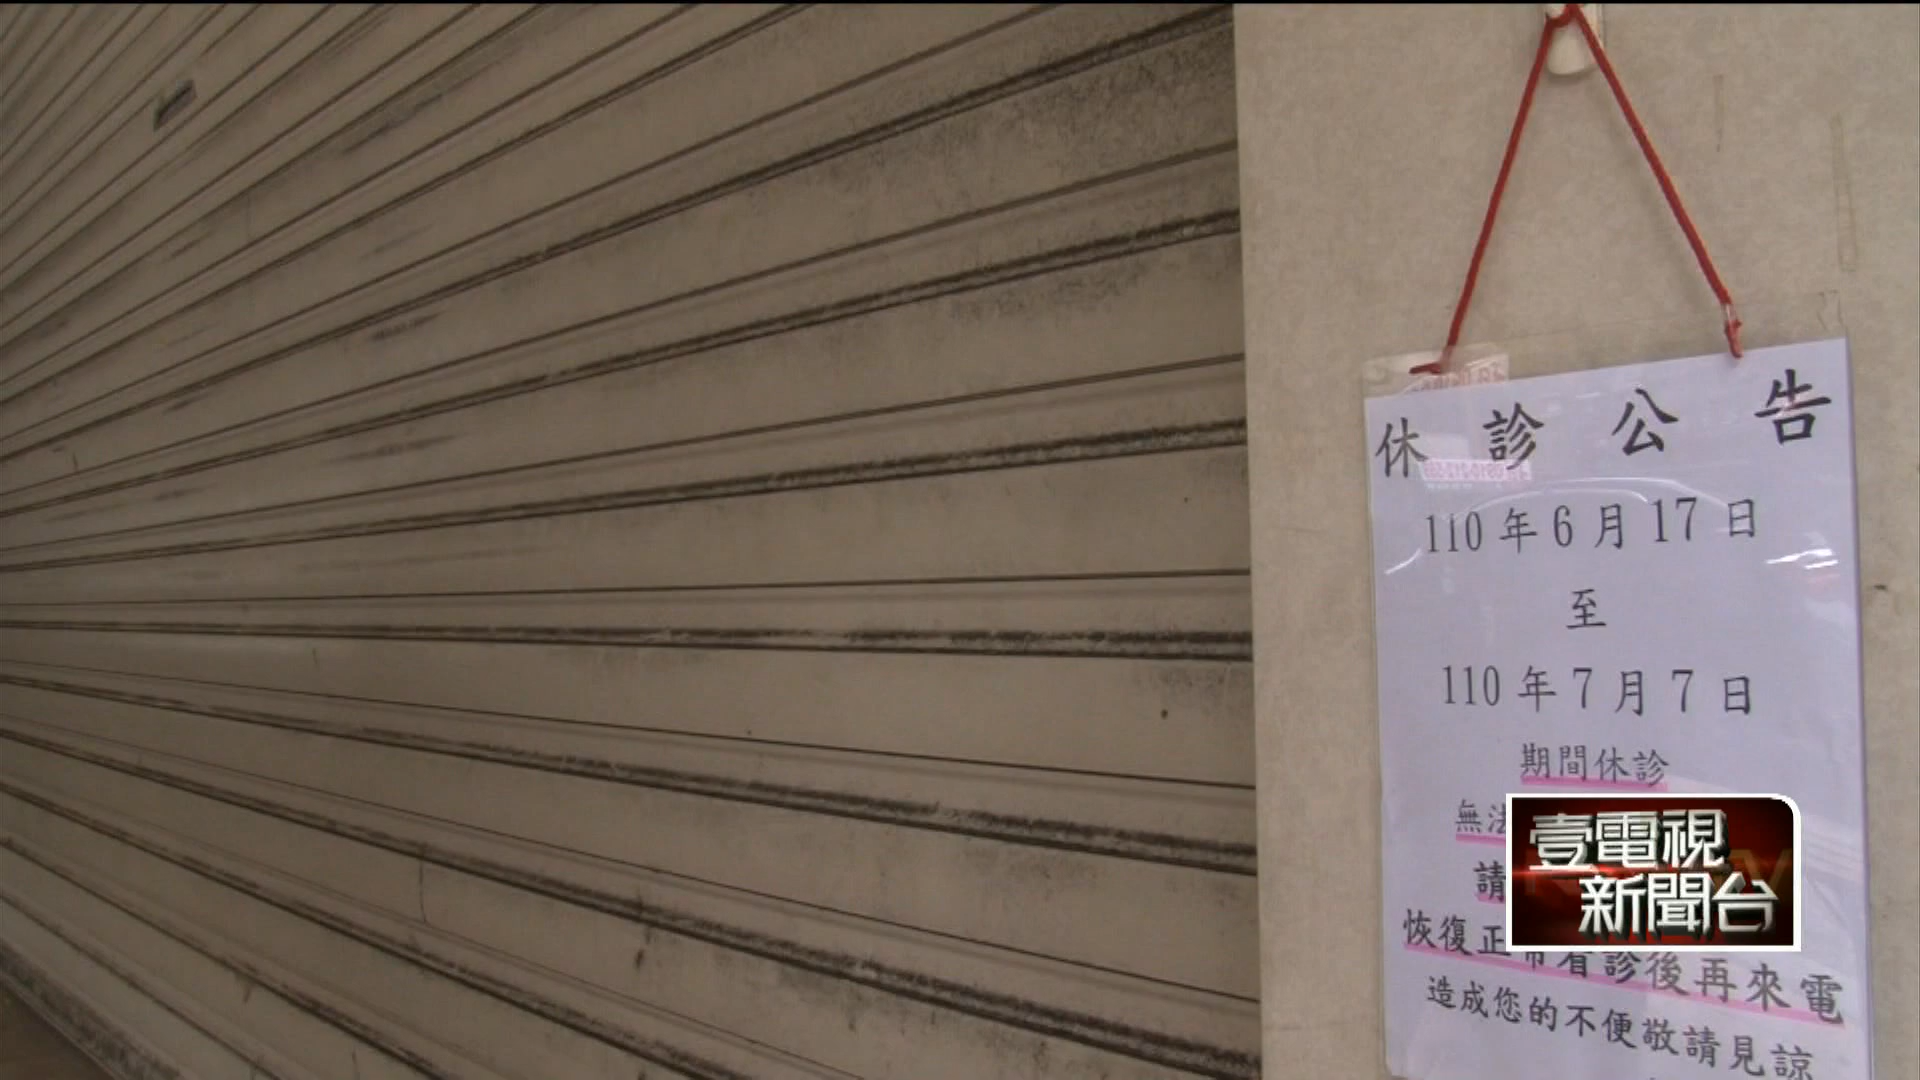 休診公告
110年6月17日
至
110年7月7日
期間休診
無法
請
恢復正常看診後再來電
造成您的不便敬請見諒
壹電視
新聞台